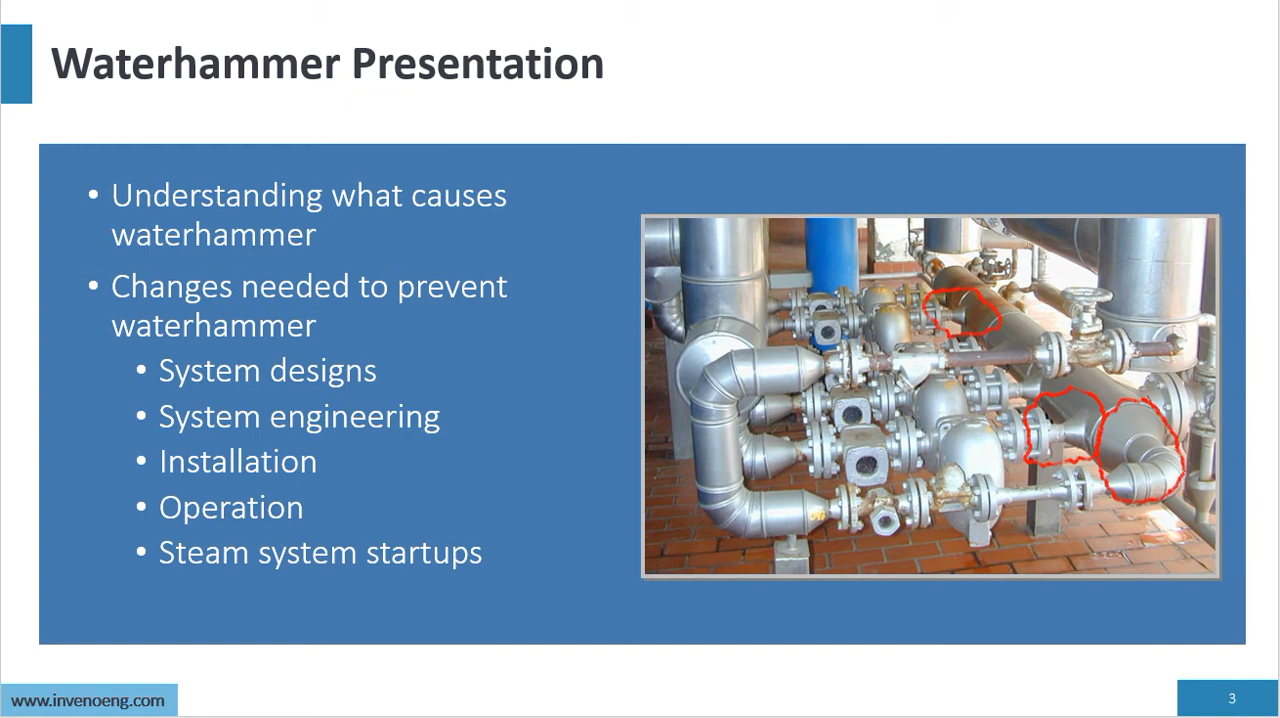 Waterhammer Presentation
• Understanding what causes
waterhammer
• Changes needed to prevent
waterhammer
• System designs
• System engineering
• Installation
• Operation
• Steam system startups
www.invenoeng.com
3